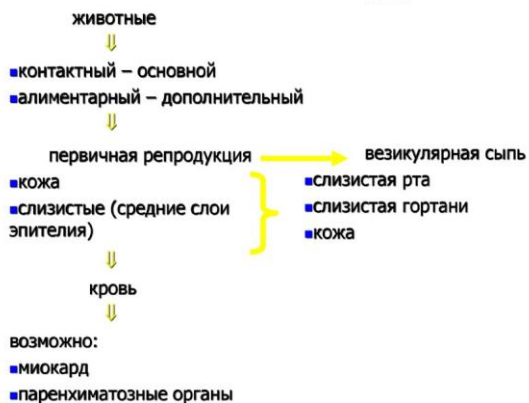 животные
контактный – основной
алиментарный – дополнительный
первичная репродукция
везикулярная сыпь
кожа
слизистые (средние слои
эпителия)
слизистая рта
слизистая гортани
кожа
кровь
возможно:
миокард
паренхиматозные органы